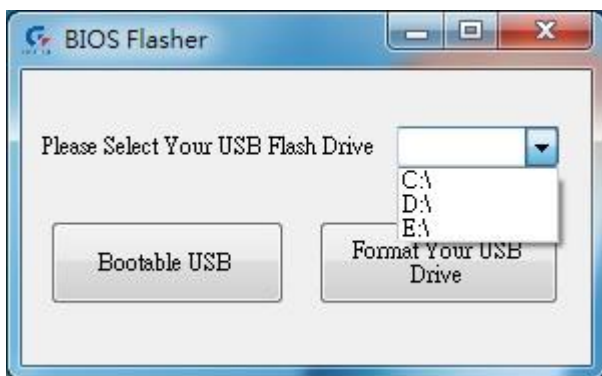 BIOS Flasher
Please Select Your USB Flash Drive
C:\
D:\
E:\
Bootable USB
Format Your USB
Drive